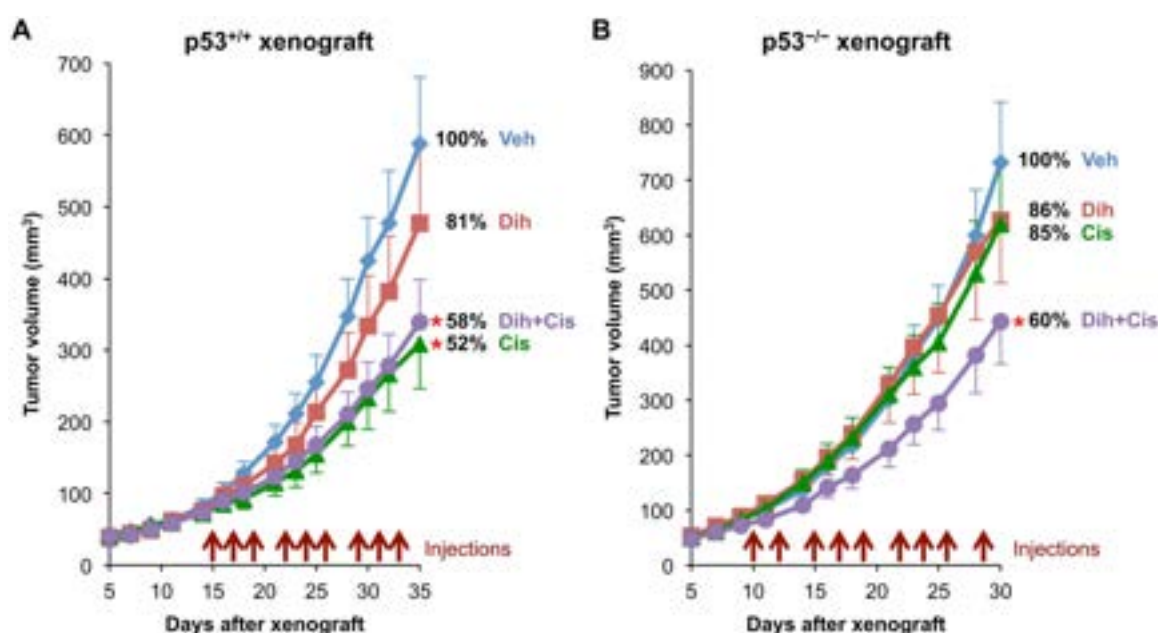 A
p53+/+ xenograft
700
600
500
400
300
200
100
0
Tumor volume (mm³)
100% Veh
81% Dih
★58% Dih+Cis
★52% Cis
Injections
5 10 15 20 25 30 35
Days after xenograft
B
p53−/− xenograft
900
800
700
600
500
400
300
200
100
0
Tumor volume (mm³)
100% Veh
86% Dih
85% Cis
★60% Dih+Cis
Injections
5 10 15 20 25 30
Days after xenograft